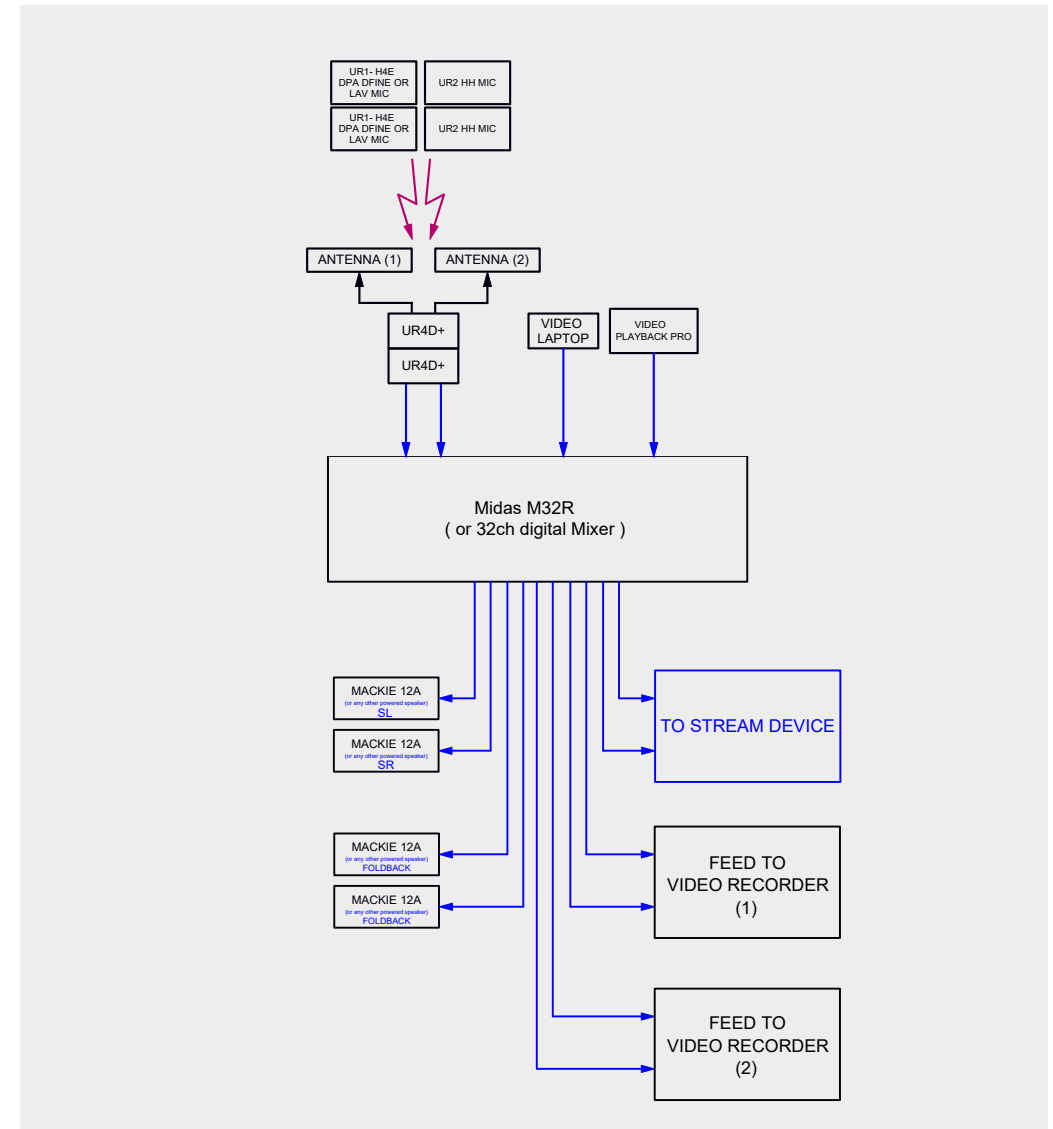 UR1- H4E
DPA DFINE OR
LAV MIC
UR2 HH MIC
UR1- H4E
DPA DFINE OR
LAV MIC
UR2 HH MIC
ANTENNA (1)
ANTENNA (2)
UR4D+
UR4D+
VIDEO
LAPTOP
VIDEO
PLAYBACK PRO
Midas M32R
( or 32ch digital Mixer )
MACKIE 12A
(or any other powered speaker)
SL
MACKIE 12A
(or any other powered speaker)
SR
TO STREAM DEVICE
MACKIE 12A
(or any other powered speaker)
FOLDBACK
MACKIE 12A
(or any other powered speaker)
FOLDBACK
FEED TO
VIDEO RECORDER
(1)
FEED TO
VIDEO RECORDER
(2)